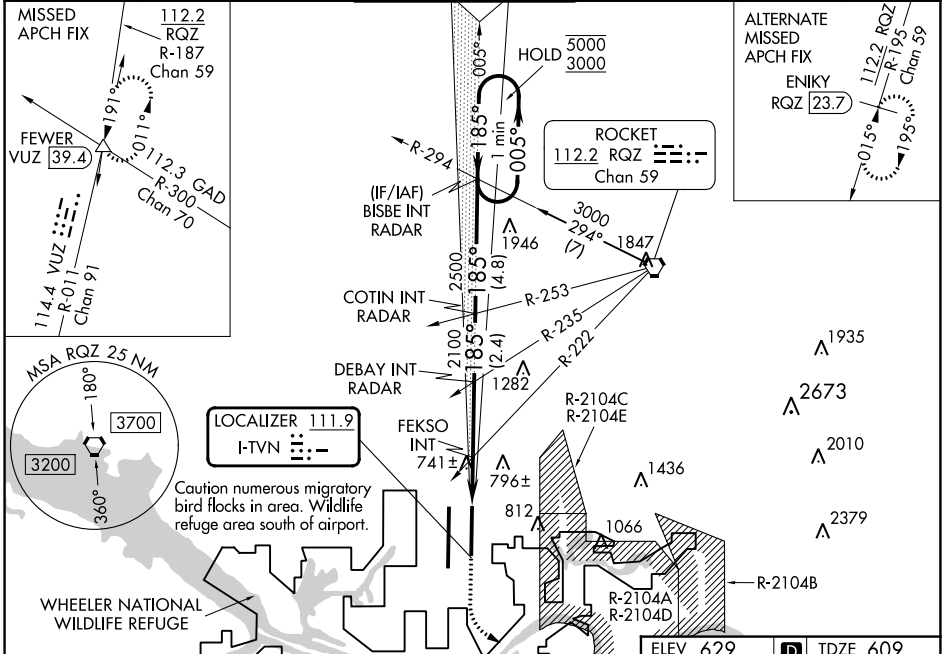 MISSED
APCH FIX
112.2
RQZ
R-187
Chan 59
191°
011°
FEWER
VUZ 39.4
112.3 GAD
R-300
Chan 70
114.4 VUZ
R-011
Chan 91
005°
HOLD
5000
3000
185°
1 min
005°
R-294
(IF/IAF)
BISBE INT
RADAR
ROCKET
112.2 RQZ
Chan 59
ALTERNATE
MISSED
APCH FIX
ENIKY
RQZ 23.7
112.2 RQZ
R-195
Chan 59
015°
195°
3000
294°
(7)
1946
1847
2500
185°
(4.8)
COTIN INT
RADAR
R-253
R-235
R-222
2100
185°
(2.4)
DEBAY INT
RADAR
1282
1935
2673
2010
2379
MSA RQZ 25 NM
180°
3700
3200
360°
LOCALIZER 111.9
I-TVN
FEKSO
INT
741±
796±
R-2104C
R-2104E
1436
812
1066
Caution numerous migratory
bird flocks in area. Wildlife
refuge area south of airport.
WHEELER NATIONAL
WILDLIFE REFUGE
R-2104A
R-2104D
R-2104B
ELEV 629
D
TDZE 609